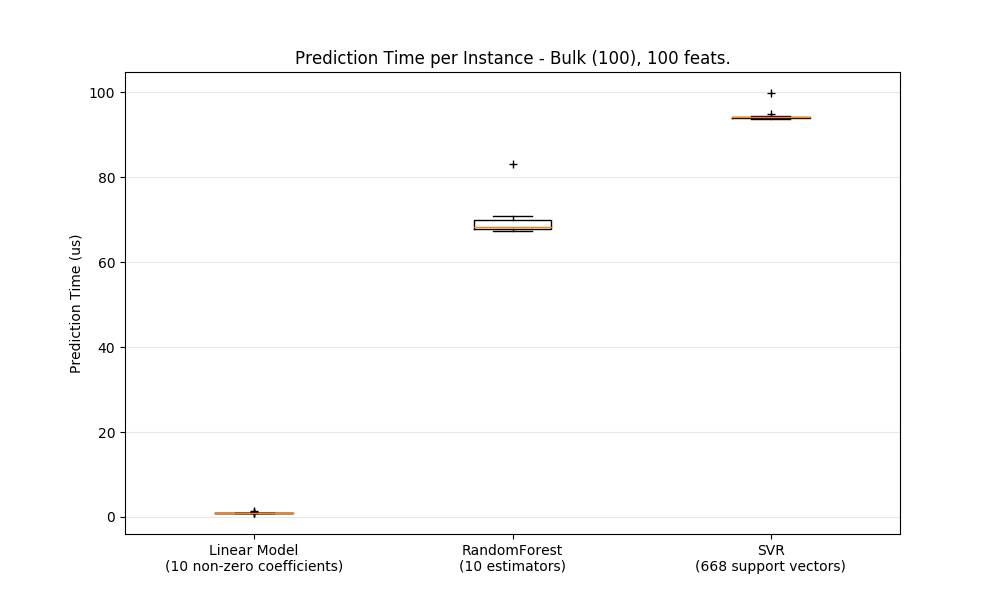 Prediction Time per Instance - Bulk (100), 100 feats.
Prediction Time (us)
100
80
60
40
20
0
Linear Model
(10 non-zero coefficients)
RandomForest
(10 estimators)
SVR
(668 support vectors)